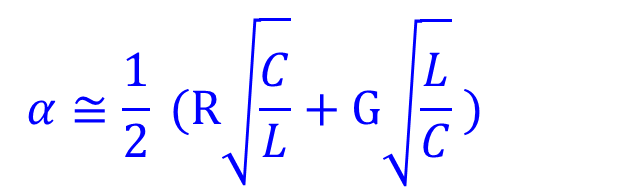 α ≅ 1/2 (R√(C/L) + G√(L/C))